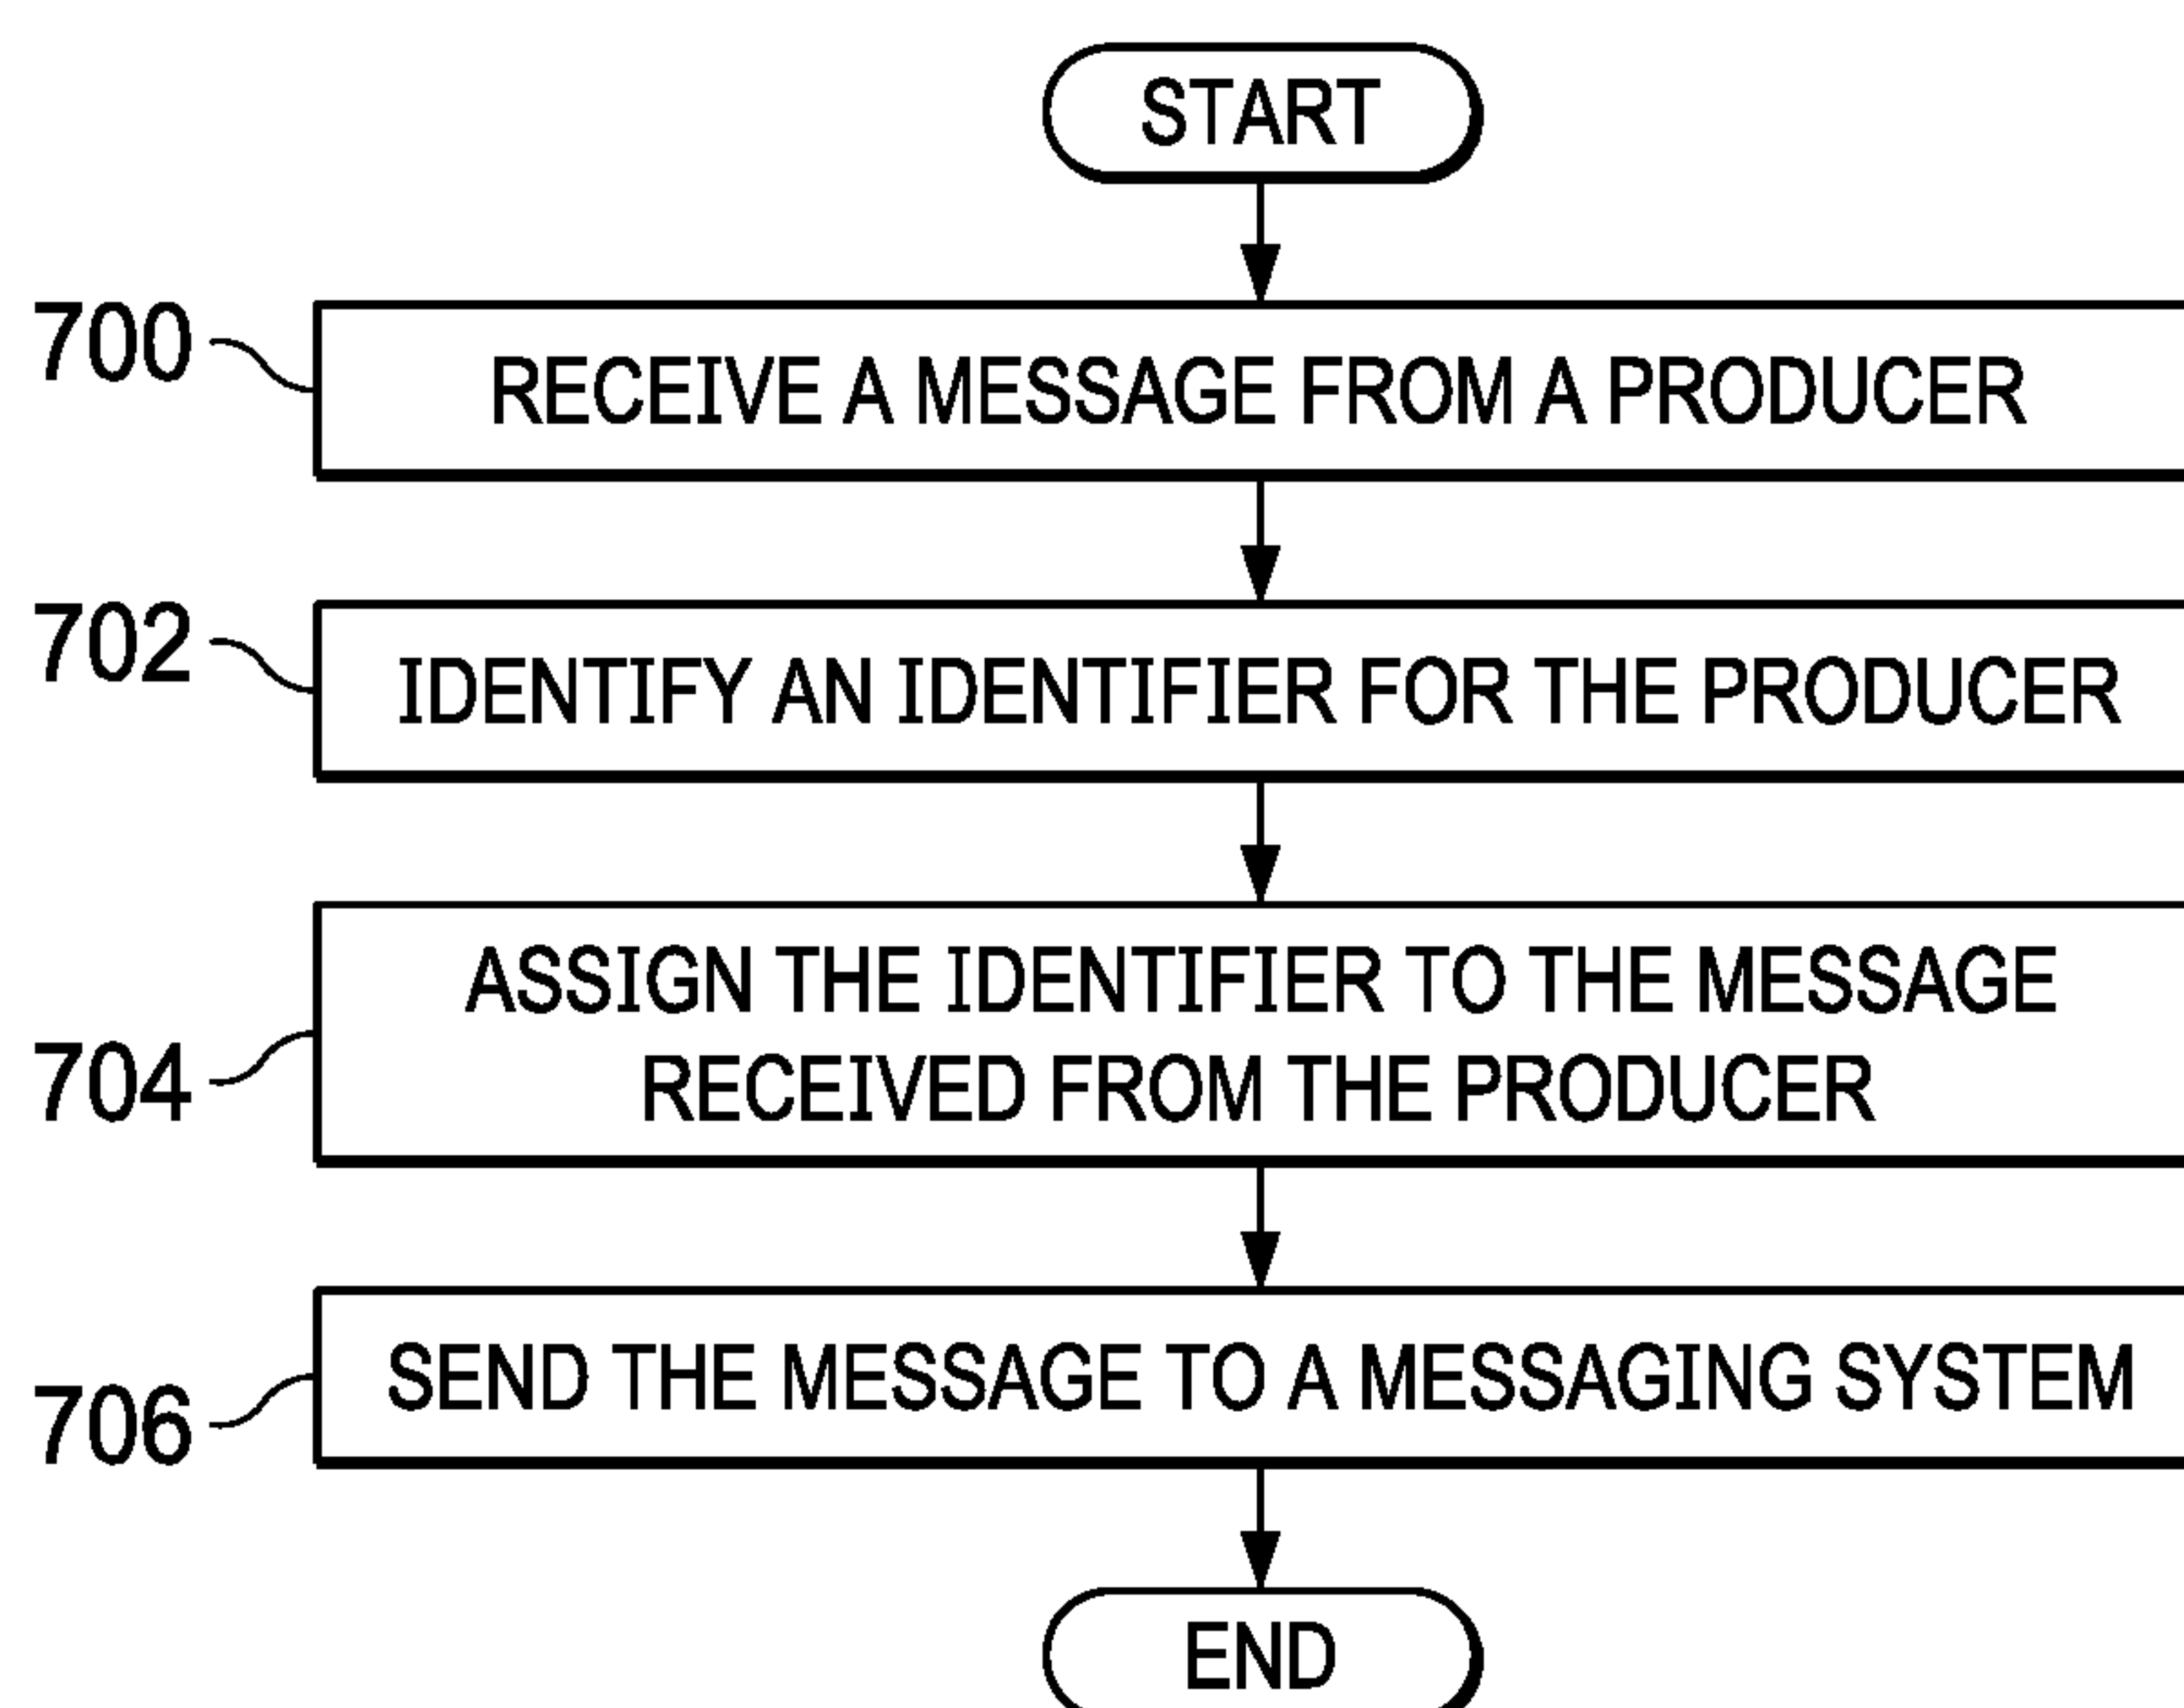 START
700
RECEIVE A MESSAGE FROM A PRODUCER
702
IDENTIFY AN IDENTIFIER FOR THE PRODUCER
704
ASSIGN THE IDENTIFIER TO THE MESSAGE
RECEIVED FROM THE PRODUCER
706
SEND THE MESSAGE TO A MESSAGING SYSTEM
END